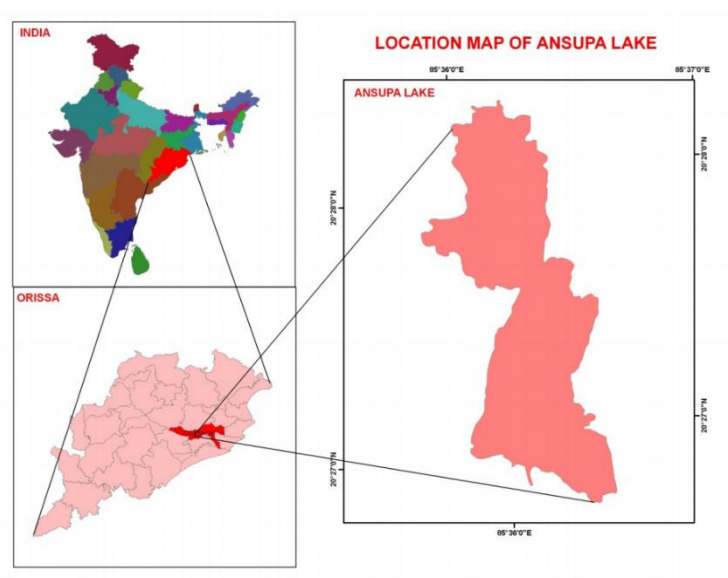 INDIA
LOCATION MAP OF ANSUPA LAKE
85°36'0"E
85°37'0"E
ANSUPA LAKE
20°28'0"N
20°28'0"N
ORISSA
20°27'0"N
20°27'0"N
85°36'0"E